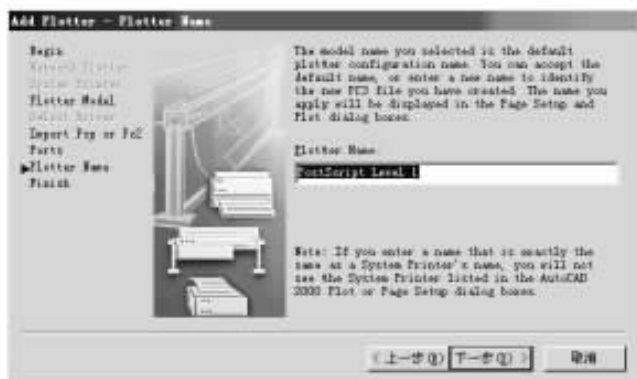 Add Plotter - Plotter Name
Begin
Network Plotter
System Printer
Plotter Model
Select Driver
Import Pcp or Pc2
Ports
Plotter Name
Finish
The model name you selected is the default
plotter configuration name. You can accept the
default name, or enter a new name to identify
the new PC3 file you have created. The name you
apply will be displayed in the Page Setup and
Plot dialog boxes.
Plotter Name
PostScript Level 1
Note: If you enter a name that is exactly the
same as a System Printer's name, you will not
see the System Printer listed in the AutoCAD
2000 Plot or Page Setup dialog boxes.
<上一步(B) 下一步(N) > 取消